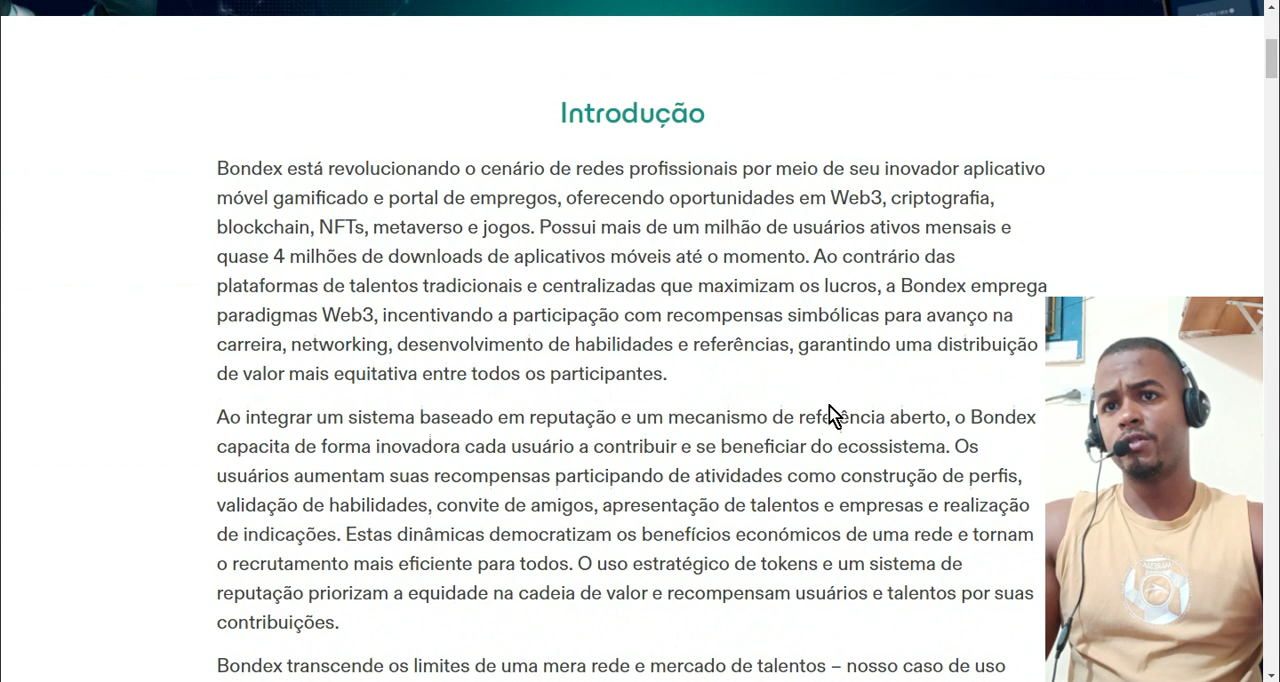 Introdução
Bondex está revolucionando o cenário de redes profissionais por meio de seu inovador aplicativo
móvel gamificado e portal de empregos, oferecendo oportunidades em Web3, criptografia,
blockchain, NFTs, metaverso e jogos. Possui mais de um milhão de usuários ativos mensais e
quase 4 milhões de downloads de aplicativos móveis até o momento. Ao contrário das
plataformas de talentos tradicionais e centralizadas que maximizam os lucros, a Bondex emprega
paradigmas Web3, incentivando a participação com recompensas simbólicas para avanço na
carreira, networking, desenvolvimento de habilidades e referências, garantindo uma distribuição
de valor mais equitativa entre todos os participantes.
Ao integrar um sistema baseado em reputação e um mecanismo de referência aberto, o Bondex
capacita de forma inovadora cada usuário a contribuir e se beneficiar do ecossistema. Os
usuários aumentam suas recompensas participando de atividades como construção de perfis,
validação de habilidades, convite de amigos, apresentação de talentos e empresas e realização
de indicações. Estas dinâmicas democratizam os benefícios económicos de uma rede e tornam
o recrutamento mais eficiente para todos. O uso estratégico de tokens e um sistema de
reputação priorizam a equidade na cadeia de valor e recompensam usuários e talentos por suas
contribuições.
Bondex transcende os limites de uma mera rede e mercado de talentos – nosso caso de uso